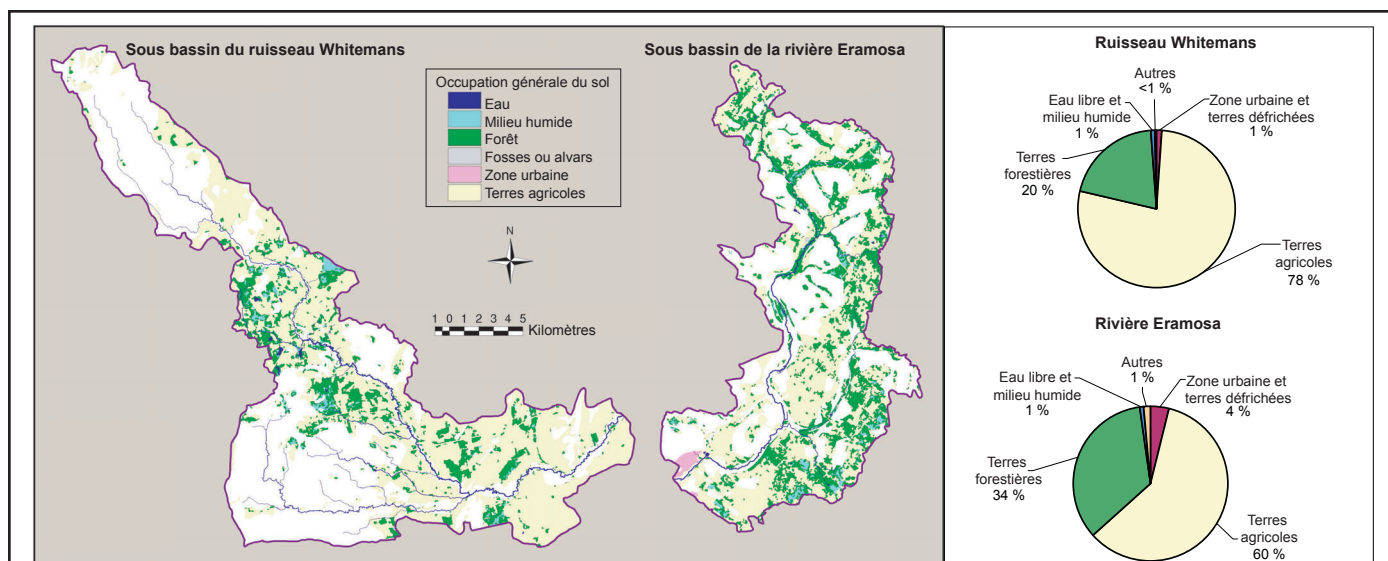 Sous bassin du ruisseau Whitemans
Sous bassin de la rivière Eramosa
Occupation générale du sol
Eau
Milieu humide
Forêt
Fosses ou alvars
Zone urbaine
Terres agricoles
N
1 0 1 2 3 4 5
Kilomètres
Ruisseau Whitemans
Autres
<1 %
Eau libre et
milieu humide
1 %
Zone urbaine et
terres défrichées
1 %
Terres
forestières
20 %
Terres
agricoles
78 %
Rivière Eramosa
Autres
1 %
Eau libre et
milieu humide
1 %
Zone urbaine et
terres défrichées
4 %
Terres
forestières
34 %
Terres
agricoles
60 %